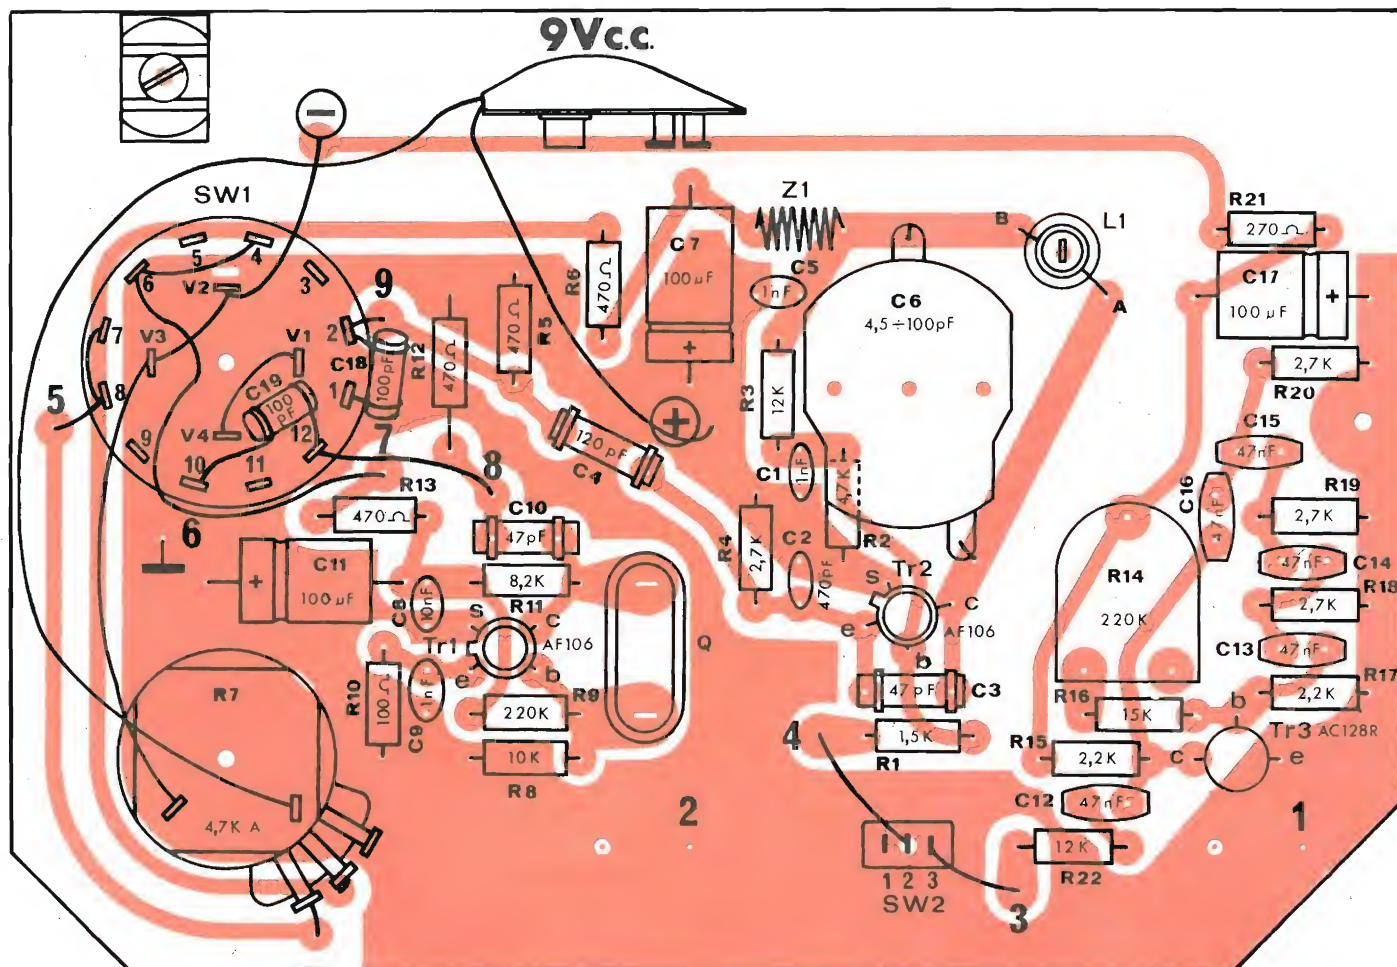 9Vc.c.
−
SW1
5
4
6
V2
3
7
V3
V1
2
C18
100pF
8
C19
100 PF
1
9
V4
12
10
11
9
5
7
8
6
R12
470Ω
R5
470Ω
R6
470Ω
C7
100µF
+
Z1
C5
1nF
B
L1
A
R21
270Ω
C17
100µF
+
C6
4,5÷100pF
R3
12K
2,7K
R20
C15
47nF
C4
120pF
+
C1
1nF
4,7K
R2
C16
47nF
R19
2,7K
R13
470Ω
C10
47pF
R4
2,7K
C2
470pF
Tr2
S
C
e
b
AF106
R14
220K
C14
47nF
R18
2,7K
C11
100µF
+
C8
10nF
8,2K
R11
Tr1
S
C
e
b
AF106
Q
C13
47nF
R17
2,2K
R7
4,7K A
R10
100Ω
C9
1nF
R9
220K
10K
R8
47pF
C3
1,5K
R1
4
R16
15K
R15
2,2K
b
c
e
Tr3 AC128R
C12
47nF
12K
R22
2
1
1 2 3
SW2
3